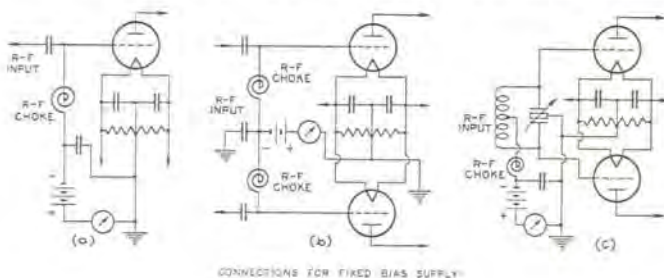 R-F
INPUT
R-F
CHOKE
(a)
R-F
CHOKE
R-F
INPUT
R-F
CHOKE
(b)
R-F
INPUT
R-F
CHOKE
(c)
CONNECTIONS FOR FIXED BIAS SUPPLY